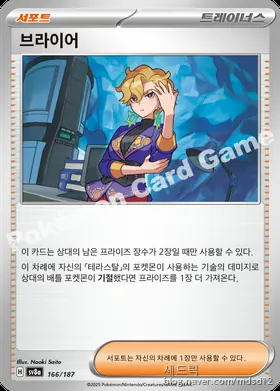 서포트
트레이너스
브라이어
Pokémon Card Game
이 카드는 상대의 남은 프라이즈 장수가 2장일 때만 사용할 수 있다.
이 차례에 자신의 「테라스탈」의 포켓몬이 사용하는 기술의 데미지로
상대의 배틀 포켓몬이 기절했다면 프라이즈를 1장 더 가져온다.
Illus. Naoki Saito
H SV8a 166/187
서포트는 자신의 차례에 1장만 사용할 수 있다.
©2025 Pokémon/Nintendo/Creatures/GAME FREAK
세드릭